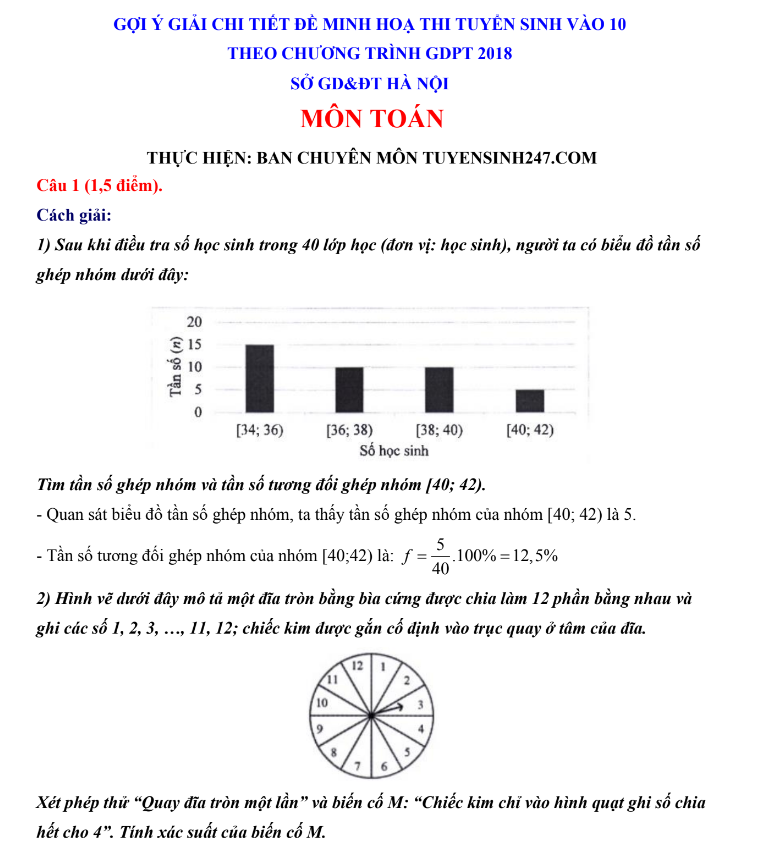 GỢI Ý GIẢI CHI TIẾT ĐỀ MINH HOẠ THI TUYỂN SINH VÀO 10
THEO CHƯƠNG TRÌNH GDPT 2018
SỞ GD&ĐT HÀ NỘI
MÔN TOÁN
THỰC HIỆN: BAN CHUYÊN MÔN TUYENSINH247.COM
Câu 1 (1,5 điểm).
Cách giải:
1) Sau khi điều tra số học sinh trong 40 lớp học (đơn vị: học sinh), người ta có biểu đồ tần số
ghép nhóm dưới đây:
Tần số (n)
20
15
10
5
0
[34; 36) [36; 38) [38; 40) [40; 42)
Số học sinh
Tìm tần số ghép nhóm và tần số tương đối ghép nhóm [40; 42).
- Quan sát biểu đồ tần số ghép nhóm, ta thấy tần số ghép nhóm của nhóm [40; 42) là 5.
- Tần số tương đối ghép nhóm của nhóm [40;42) là: f = 5/40 .100% = 12,5%
2) Hình vẽ dưới đây mô tả một đĩa tròn bằng bìa cứng được chia làm 12 phần bằng nhau và
ghi các số 1, 2, 3, …, 11, 12; chiếc kim được gắn cố định vào trục quay ở tâm của đĩa.
12 1
11 2
10 3
9 4
8 5
7 6
Xét phép thử “Quay đĩa tròn một lần” và biến cố M: “Chiếc kim chỉ vào hình quạt ghi số chia
hết cho 4”. Tính xác suất của biến cố M.